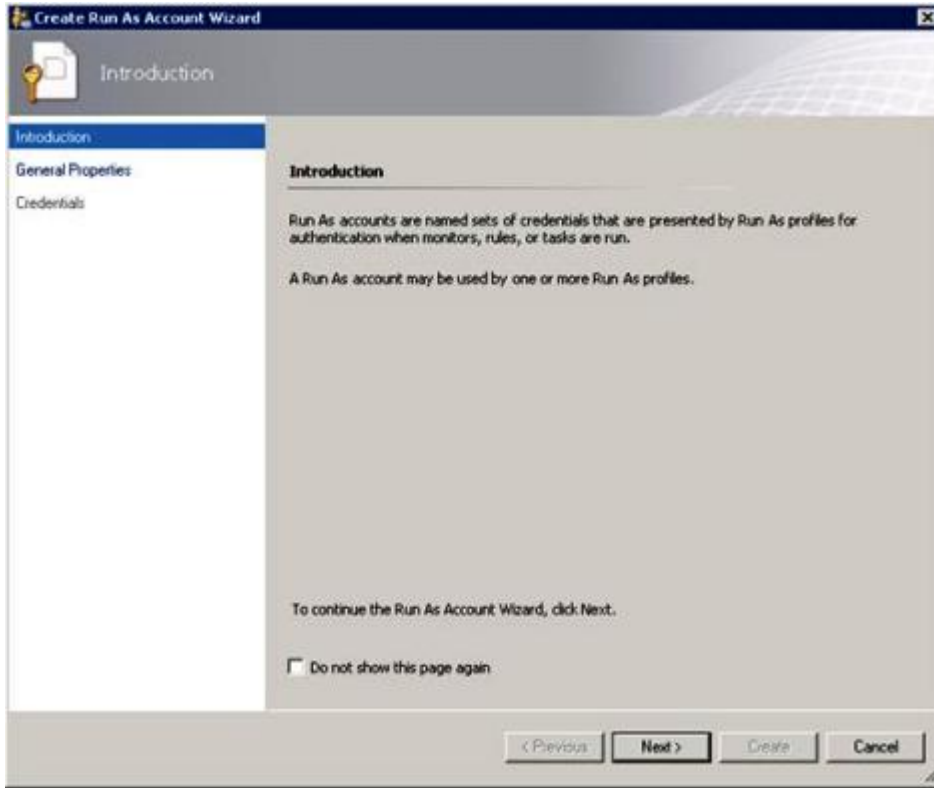 Create Run As Account Wizard
Introduction
Introduction
General Properties
Credentials
Introduction
Run As accounts are named sets of credentials that are presented by Run As profiles for
authentication when monitors, rules, or tasks are run.
A Run As account may be used by one or more Run As profiles.
To continue the Run As Account Wizard, click Next.
Do not show this page again
< Previous
Next >
Create
Cancel